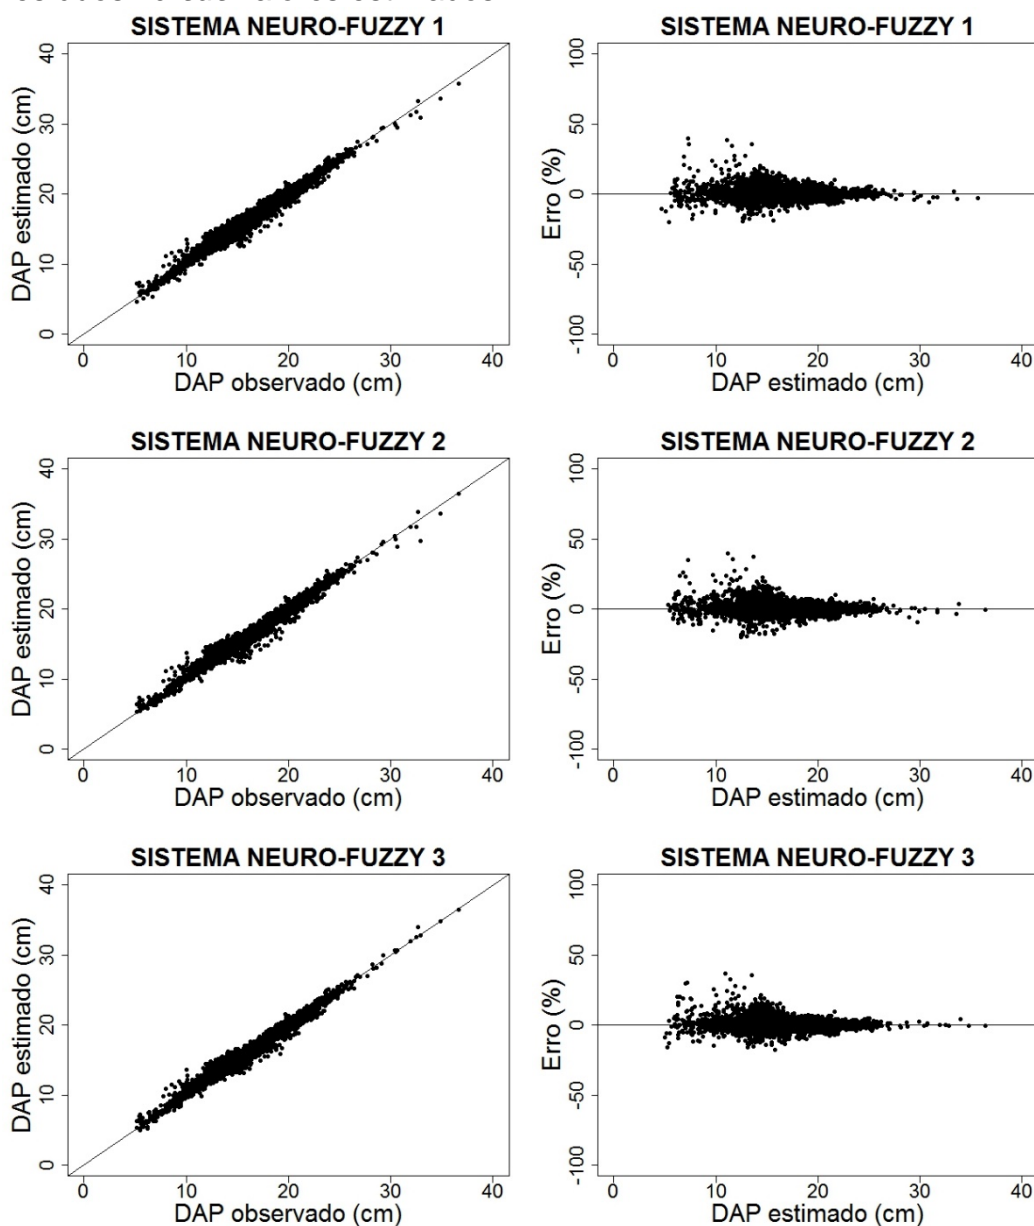 SISTEMA NEURO-FUZZY 1
SISTEMA NEURO-FUZZY 1
DAP estimado (cm)
40
30
20
10
0
0 10 20 30 40
DAP observado (cm)
Erro (%)
100
50
0
-50
-100
0 10 20 30 40
DAP estimado (cm)
SISTEMA NEURO-FUZZY 2
SISTEMA NEURO-FUZZY 2
DAP estimado (cm)
40
30
20
10
0
0 10 20 30 40
DAP observado (cm)
Erro (%)
100
50
0
-50
-100
0 10 20 30 40
DAP estimado (cm)
SISTEMA NEURO-FUZZY 3
SISTEMA NEURO-FUZZY 3
DAP estimado (cm)
40
30
20
10
0
0 10 20 30 40
DAP observado (cm)
Erro (%)
100
50
0
-50
-100
0 10 20 30 40
DAP estimado (cm)